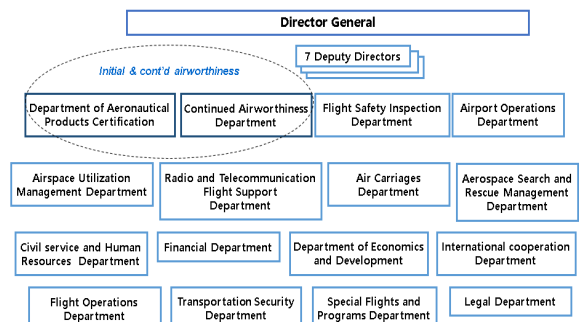 Director General
7 Deputy Directors
Initial & cont'd airworthiness
Department of Aeronautical
Products Certification
Continued Airworthiness
Department
Flight Safety Inspection
Department
Airport Operations
Department
Airspace Utilization
Management Department
Radio and Telecommunication
Flight Support
Department
Air Carriages
Department
Aerospace Search and
Rescue Management
Department
Civil service and Human
Resources Department
Financial Department
Department of Economics
and Development
International cooperation
Department
Flight Operations
Department
Transportation Security
Department
Special Flights and
Programs Department
Legal Department